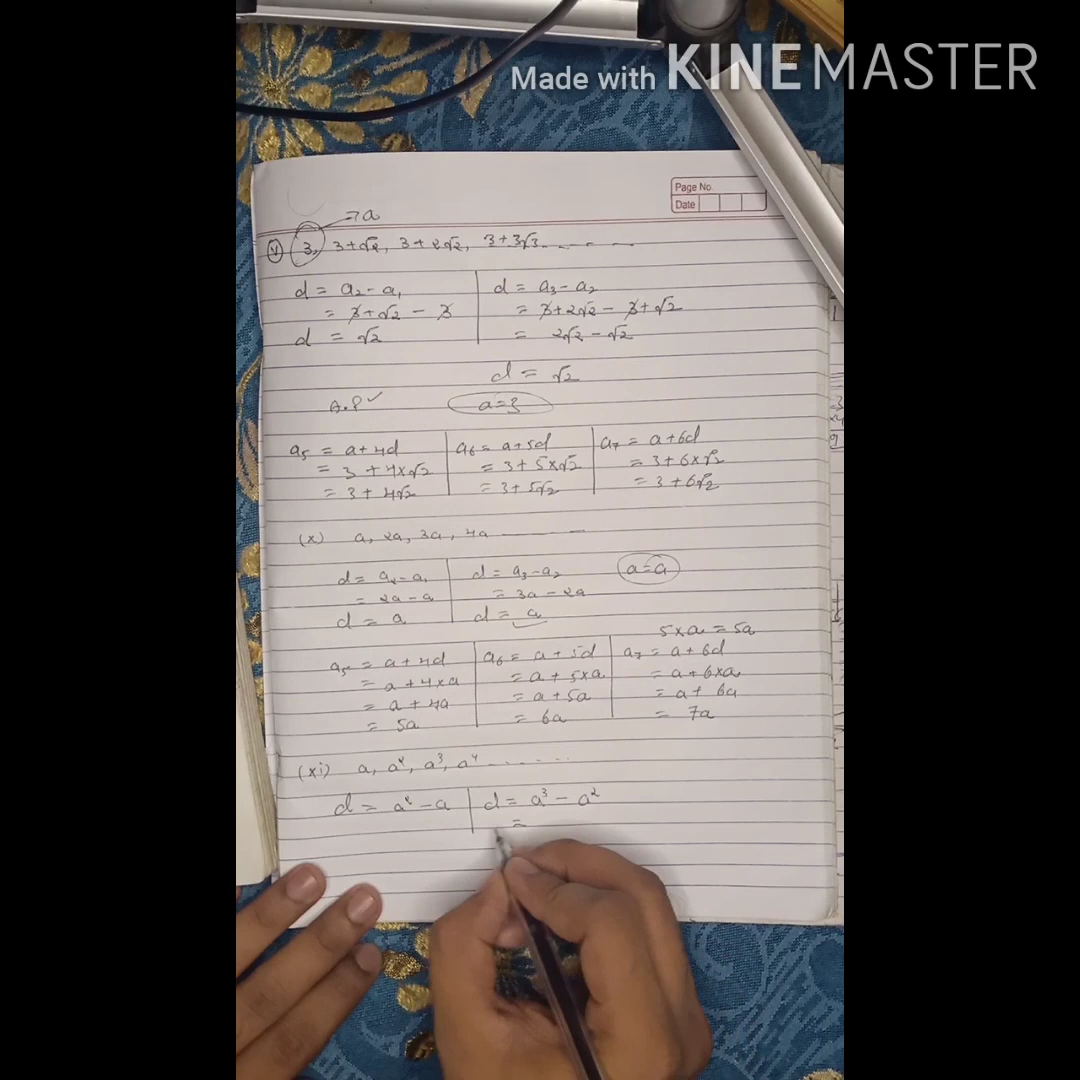 Made with KINEMASTER
Page No.
Date
⇒ a
(v) 3, 3+√2, 3+2√2, 3+3√3 - - - -
d = a₂ - a₁
= 3+√2 - 3
d = √2
d = a₃ - a₂
= 3+2√2 - 3+√2
= 2√2 - √2
d = √2
A.P ✓
a=3
a₅ = a+4d
= 3 + 4×√2
= 3 + 4√2
a₆ = a+5d
= 3 + 5×√2
= 3+ 5√2
a₇ = a+6d
= 3+6×√2
= 3+6√2
(x) a, 2a, 3a, 4a - - - -
d = a₂ - a₁
= 2a - a
d = a
d = a₃ - a₂
= 3a - 2a
d = a
a=a
5×a = 5a
a₅ = a+4d
= a+4×a
= a + 4a
= 5a
a₆ = a + 5d
= a + 5×a
= a + 5a
= 6a
a₇ = a+6d
= a+6×a
= a+ 6a
= 7a
(xi) a, a², a³, a⁴ - - - -
d = a² - a
d = a³ - a²
=